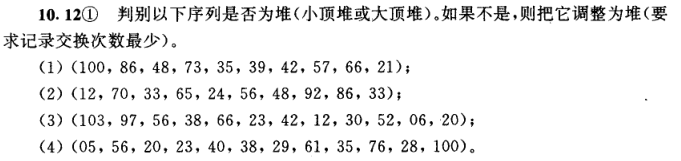 10.12① 判别以下序列是否为堆(小顶堆或大顶堆)。如果不是,则把它调整为堆(要
求记录交换次数最少)。
(1) (100, 86, 48, 73, 35, 39, 42, 57, 66, 21);
(2) (12, 70, 33, 65, 24, 56, 48, 92, 86, 33);
(3) (103, 97, 56, 38, 66, 23, 42, 12, 30, 52, 06, 20);
(4) (05, 56, 20, 23, 40, 38, 29, 61, 35, 76, 28, 100)。